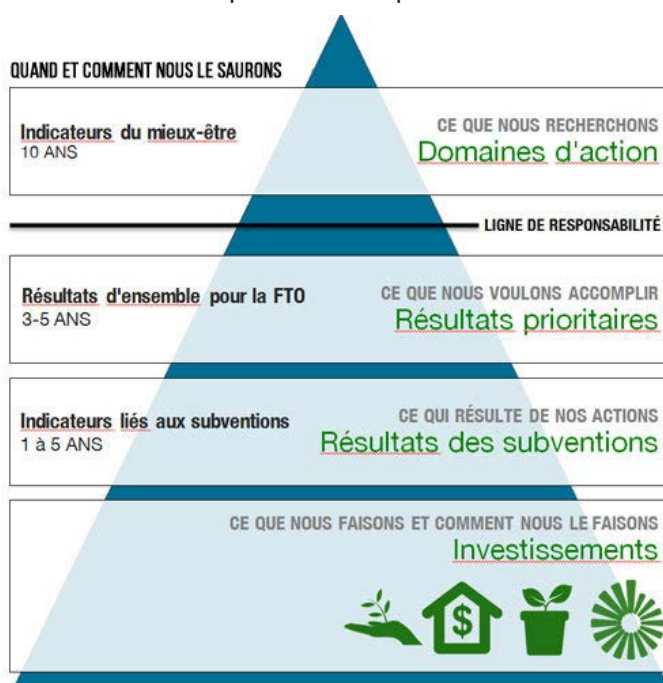 QUAND ET COMMENT NOUS LE SAURONS
Indicateurs du mieux-être
10 ANS
CE QUE NOUS RECHERCHONS
Domaines d'action
LIGNE DE RESPONSABILITÉ
Résultats d'ensemble pour la FTO
3-5 ANS
CE QUE NOUS VOULONS ACCOMPLIR
Résultats prioritaires
Indicateurs liés aux subventions
1 à 5 ANS
CE QUI RÉSULTE DE NOS ACTIONS
Résultats des subventions
CE QUE NOUS FAISONS ET COMMENT NOUS LE FAISONS
Investissements
$